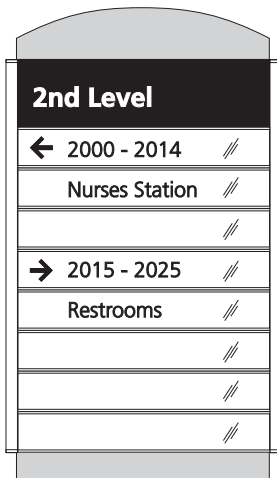 2nd Level
← 2000 - 2014
Nurses Station
→ 2015 - 2025
Restrooms